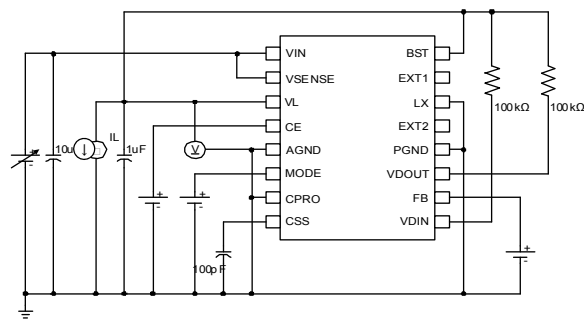 VIN
VSENSE
VL
CE
AGND
MODE
CPRO
CSS
BST
EXT1
LX
EXT2
PGND
VDOUT
FB
VDIN
100kΩ
100kΩ
10u
IL
1uF
V
100pF